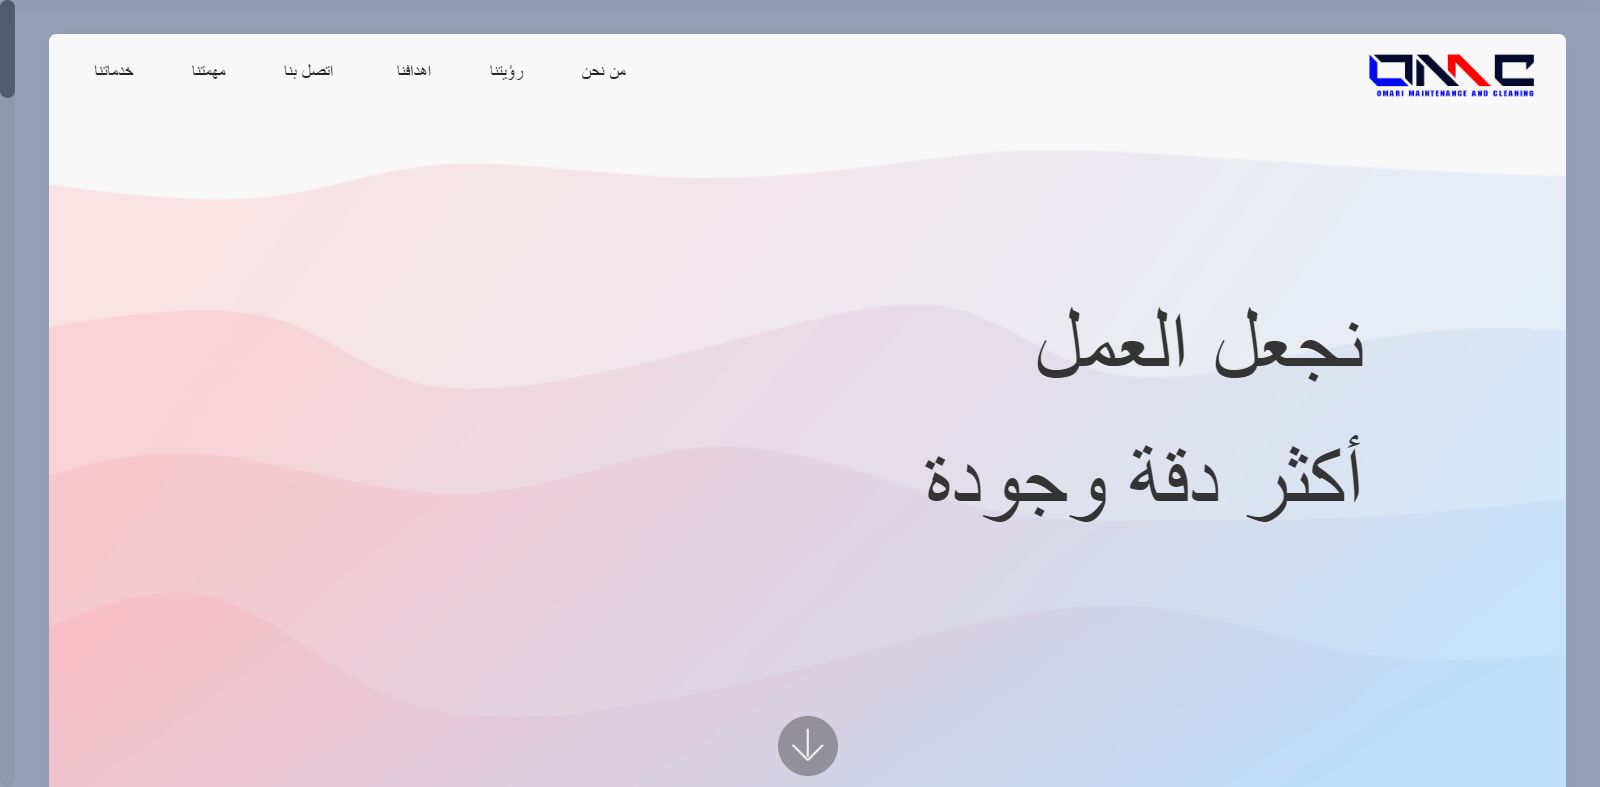 OMC
OMARI MAINTENANCE AND CLEANING
من نحن
رؤيتنا
اهدافنا
اتصل بنا
مهمتنا
خدماتنا
نجعل العمل
أكثر دقة وجودة